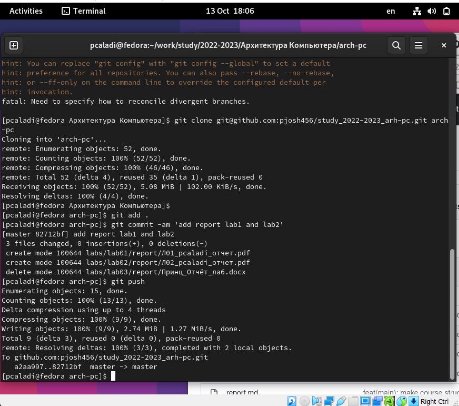 Activities Terminal 13 Oct 18:06 en
pcaladi@fedora:~/work/study/2022-2023/Архитектура Компьютера/arch-pc
hint: You can replace "git config" with "git config --global" to set a default
hint: preference for all repositories. You can also pass --rebase, --no-rebase,
hint: or --ff-only on the command line to override the configured default per
hint: invocation.
fatal: Need to specify how to reconcile divergent branches.
[pcaladi@fedora Архитектура Компьютера]$ git clone git@github.com:pjosh456/study_2022-2023_arh-pc.git arch
-pc
Cloning into 'arch-pc'...
remote: Enumerating objects: 52, done.
remote: Counting objects: 100% (52/52), done.
remote: Compressing objects: 100% (46/46), done.
remote: Total 52 (delta 4), reused 35 (delta 1), pack-reused 0
Receiving objects: 100% (52/52), 5.08 MiB | 102.00 KiB/s, done.
Resolving deltas: 100% (4/4), done.
[pcaladi@fedora Архитектура Компьютера]$
[pcaladi@fedora arch-pc]$ git add .
[pcaladi@fedora arch-pc]$ git commit -am 'add report lab1 and lab2'
[master 82712bf] add report lab1 and lab2
3 files changed, 0 insertions(+), 0 deletions(-)
create mode 100644 labs/lab01/report/Л01_pcaladi_отчет.pdf
create mode 100644 labs/lab02/report/Л02_pcaladi_отчет.pdf
delete mode 100644 labs/lab03/report/
[pcaladi@fedora arch-pc]$ git push
Enumerating objects: 15, done.
Counting objects: 100% (13/13), done.
Delta compression using up to 4 threads
Compressing objects: 100% (9/9), done.
Writing objects: 100% (9/9), 2.74 MiB | 1.27 MiB/s, done.
Total 9 (delta 3), reused 0 (delta 0), pack-reused 0
remote: Resolving deltas: 100% (3/3), completed with 2 local objects.
To github.com:pjosh456/study_2022-2023_arh-pc.git
a2aa997..82712bf master -> master
[pcaladi@fedora arch-pc]$
report.md feat(main): make course stru
Right Ctrl